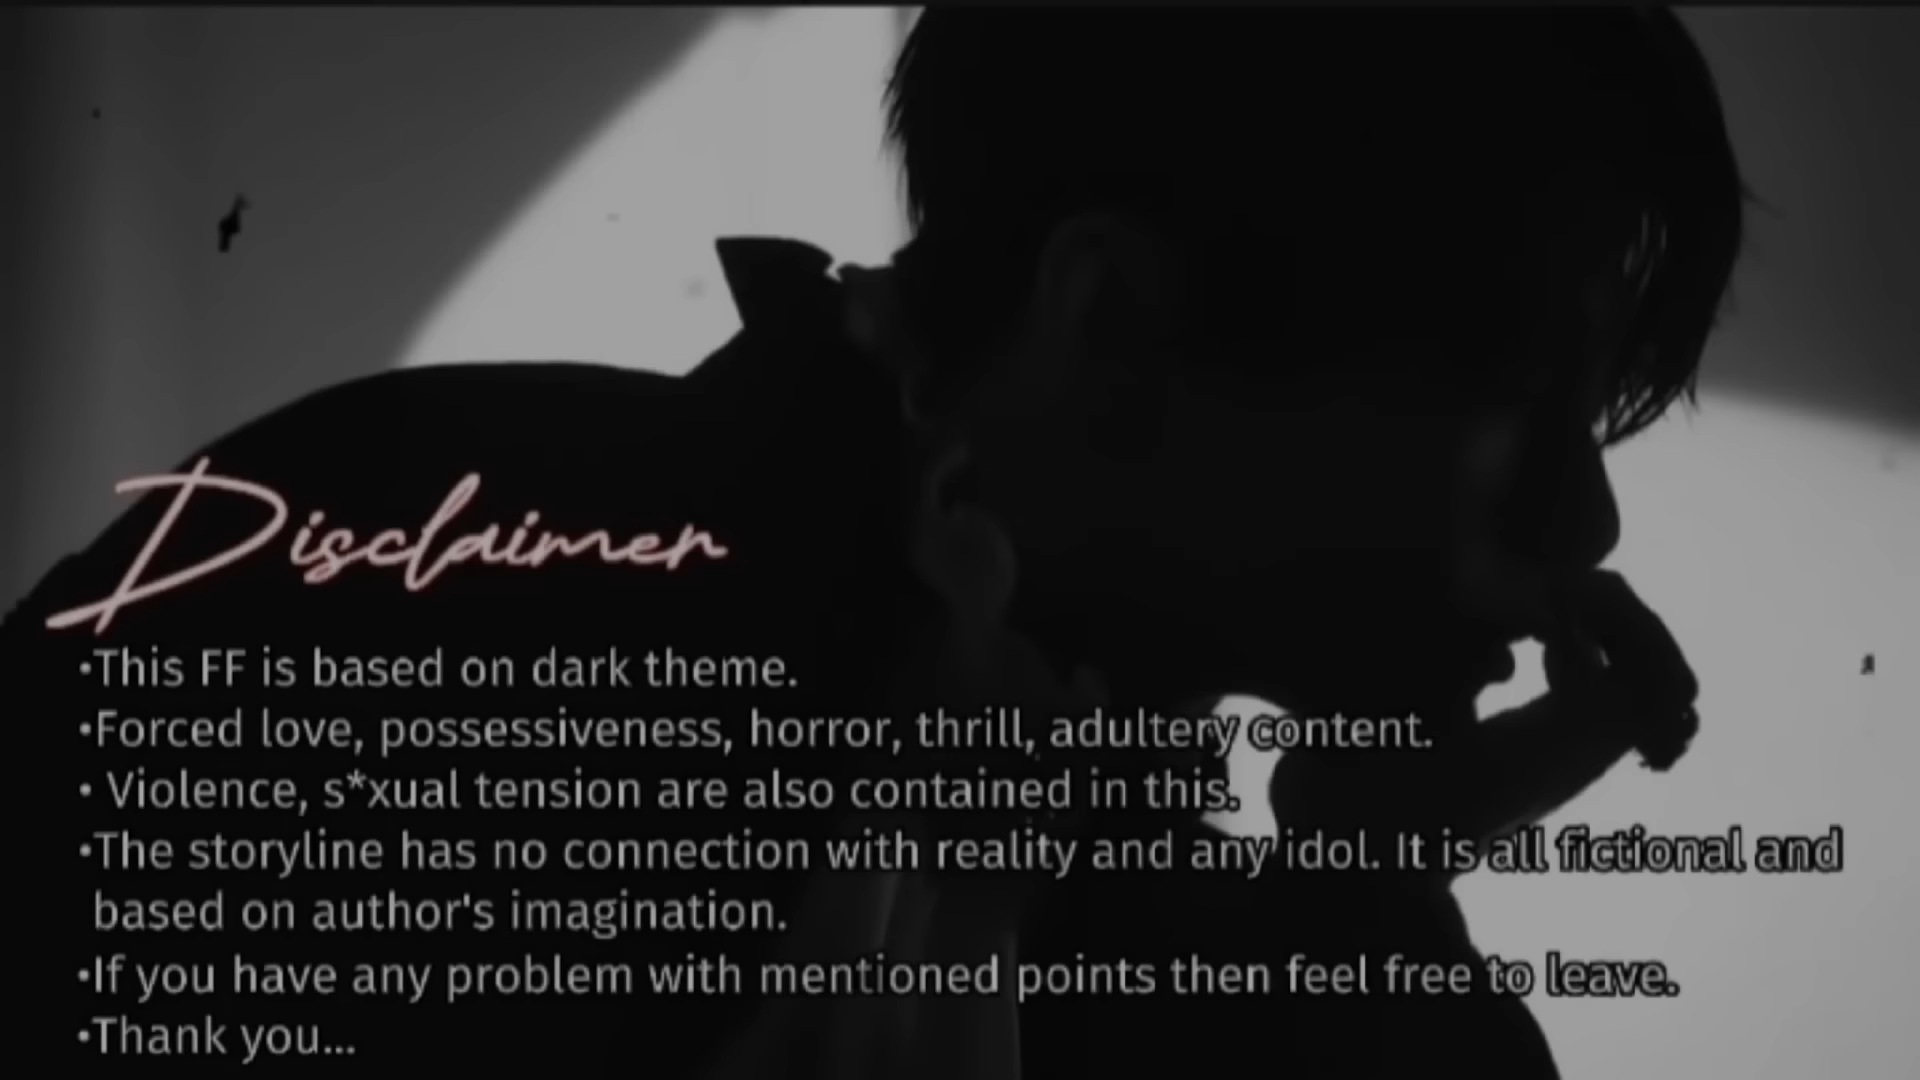 Disclaimer
•This FF is based on dark theme.
•Forced love, possessiveness, horror, thrill, adultery content.
• Violence, s*xual tension are also contained in this.
•The storyline has no connection with reality and any idol. It is all fictional and
based on author's imagination.
•If you have any problem with mentioned points then feel free to leave.
•Thank you...